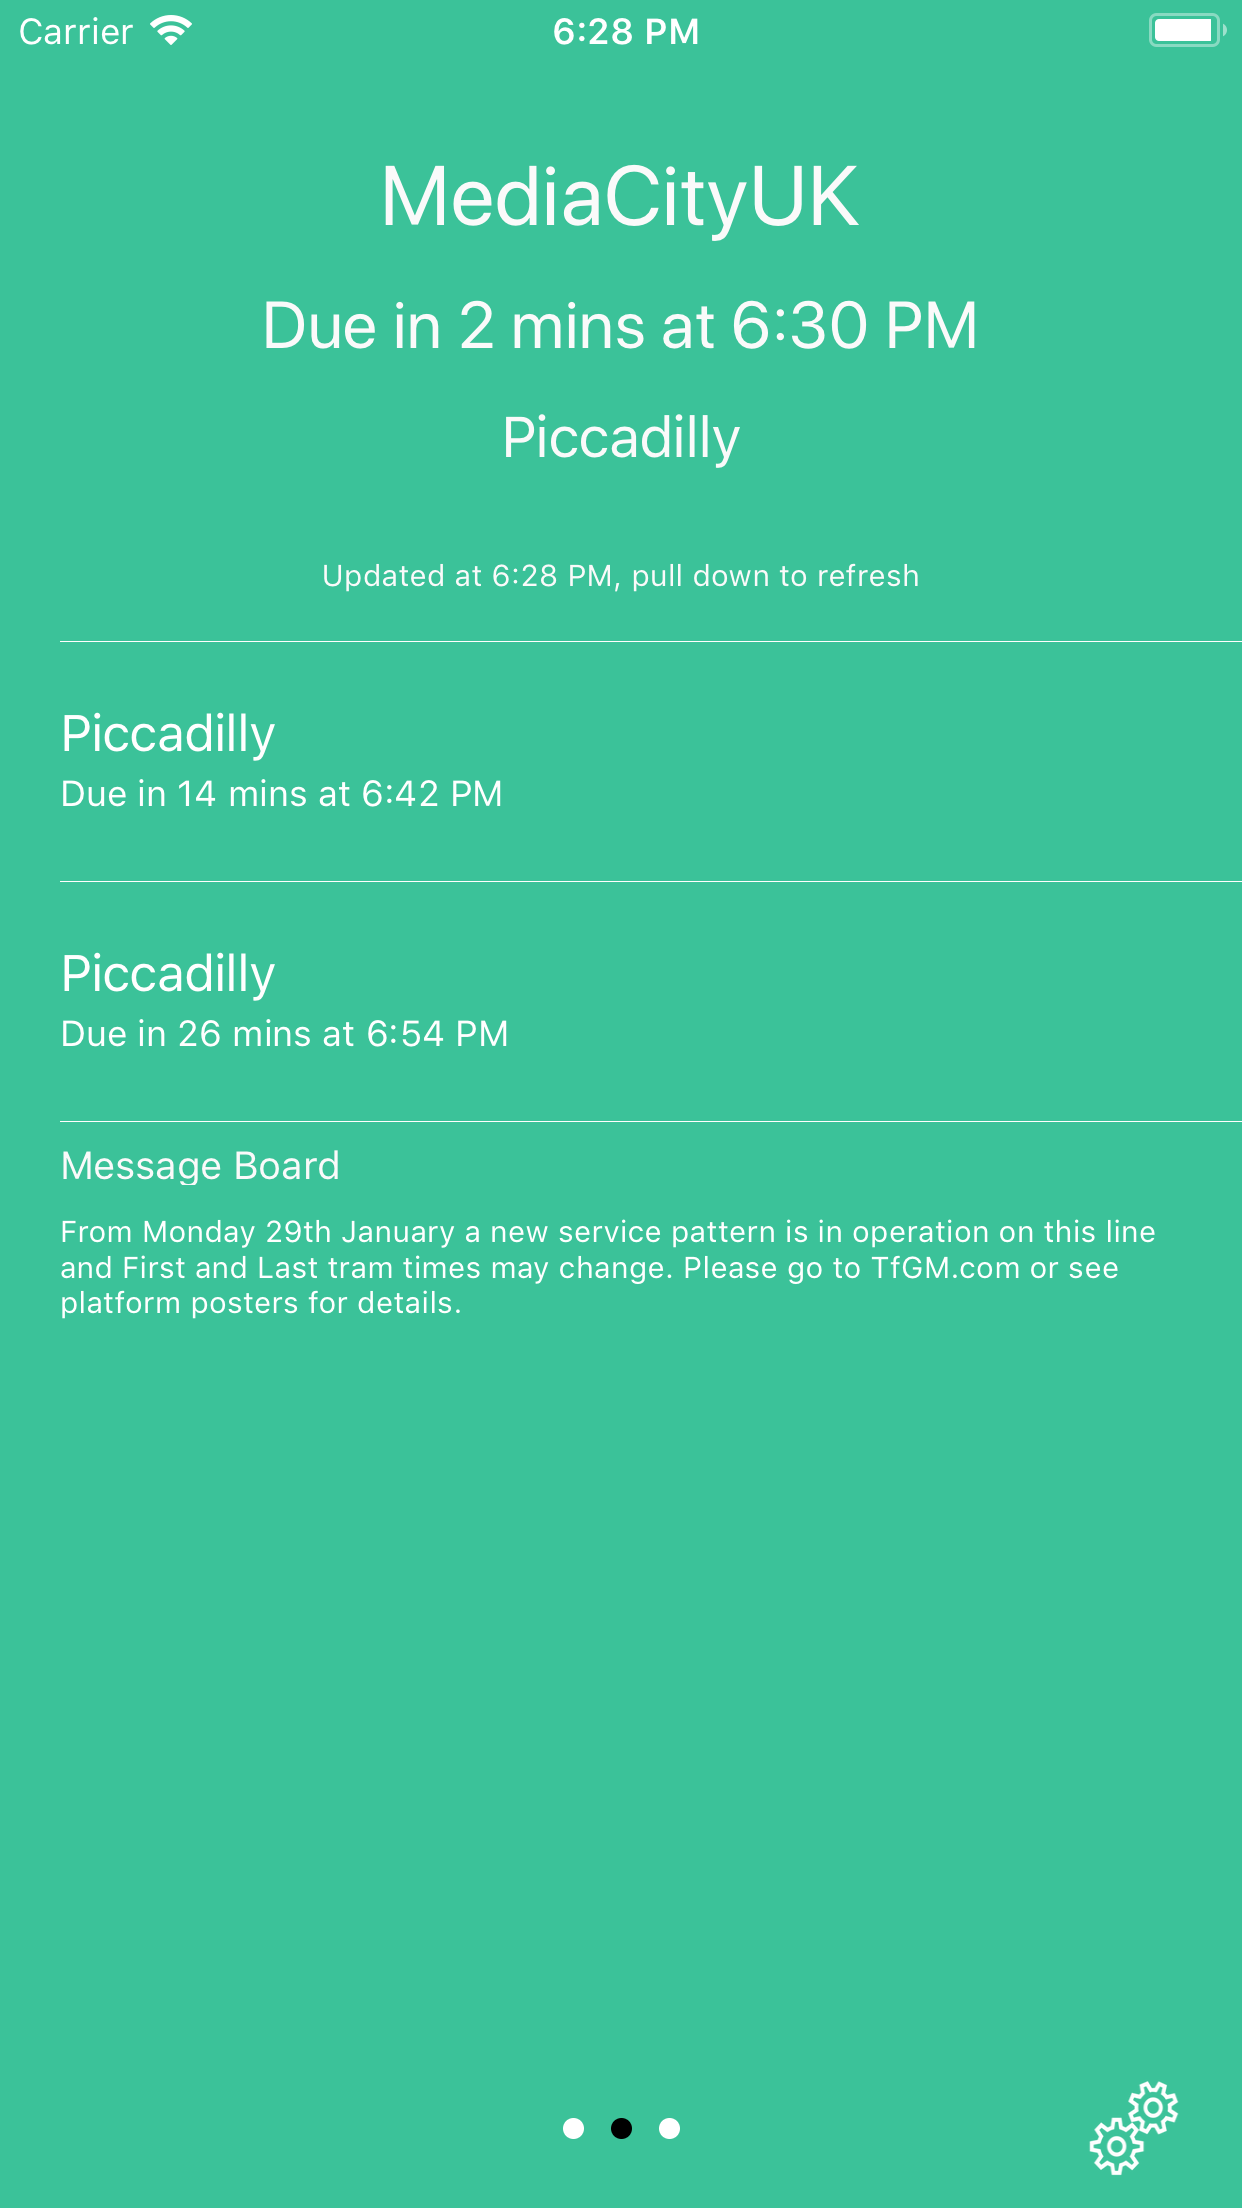 Carrier
6:28 PM
MediaCityUK
Due in 2 mins at 6:30 PM
Piccadilly
Updated at 6:28 PM, pull down to refresh
Piccadilly
Due in 14 mins at 6:42 PM
Piccadilly
Due in 26 mins at 6:54 PM
Message Board
From Monday 29th January a new service pattern is in operation on this line
and First and Last tram times may change. Please go to TfGM.com or see
platform posters for details.